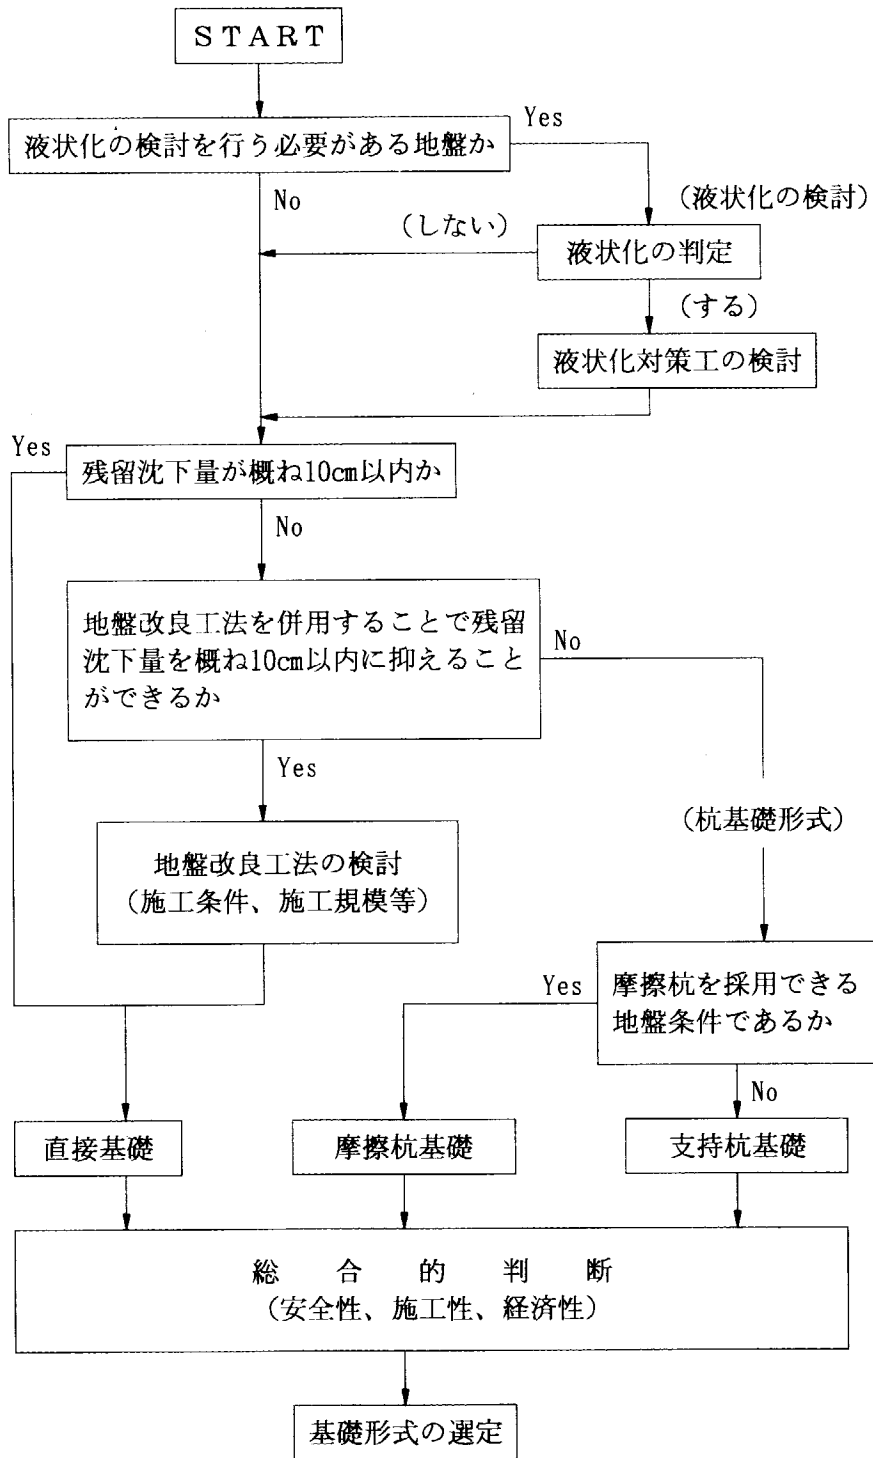 START
液状化の検討を行う必要がある地盤か
Yes
No
(液状化の検討)
(しない)
液状化の判定
(する)
液状化対策工の検討
Yes
残留沈下量が概ね10cm以内か
No
地盤改良工法を併用することで残留
沈下量を概ね10cm以内に抑えること
ができるか
No
Yes
(杭基礎形式)
地盤改良工法の検討
(施工条件、施工規模等)
Yes
摩擦杭を採用できる
地盤条件であるか
No
直接基礎
摩擦杭基礎
支持杭基礎
総合的判断
(安全性、施工性、経済性)
基礎形式の選定